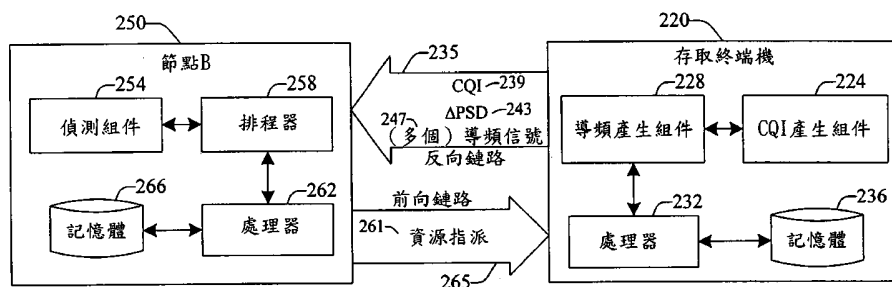 250
節點B
254
偵測組件
258
排程器
266
記憶體
262
處理器
235
CQI 239
ΔPSD 243
247 (多個) 導頻信號
反向鏈路
前向鏈路
261 資源指派
265
220
存取終端機
228
導頻產生組件
224
CQI產生組件
232
處理器
236
記憶體